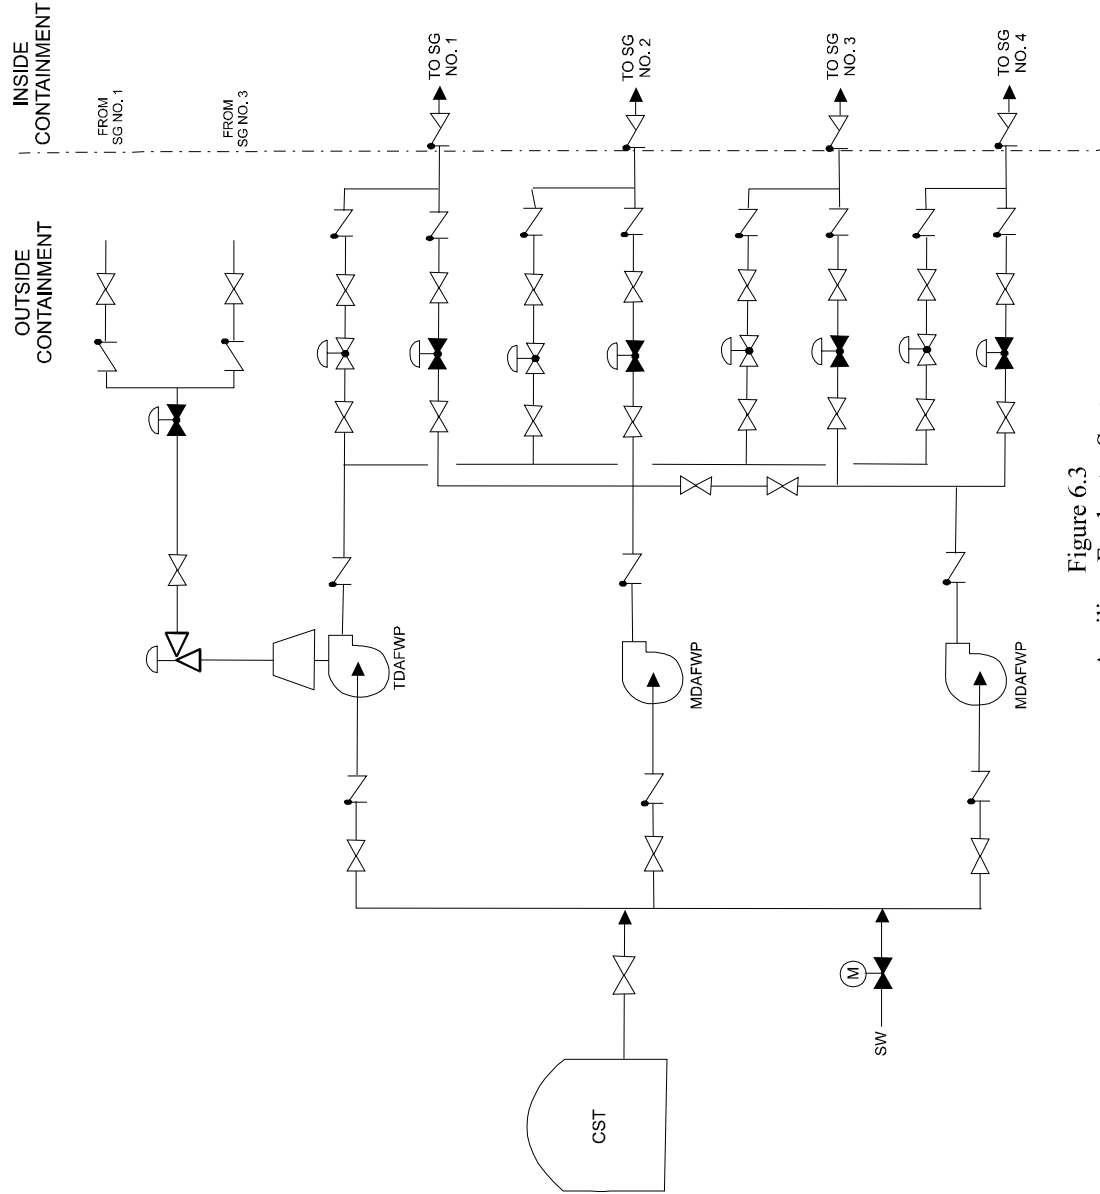 INSIDE
CONTAINMENT
OUTSIDE
CONTAINMENT
FROM
SG NO. 1
FROM
SG NO. 3
TO SG
NO. 1
TO SG
NO. 2
TO SG
NO. 3
TO SG
NO. 4
TDAFWP
MDAFWP
MDAFWP
CST
M
SW
Figure 6.3